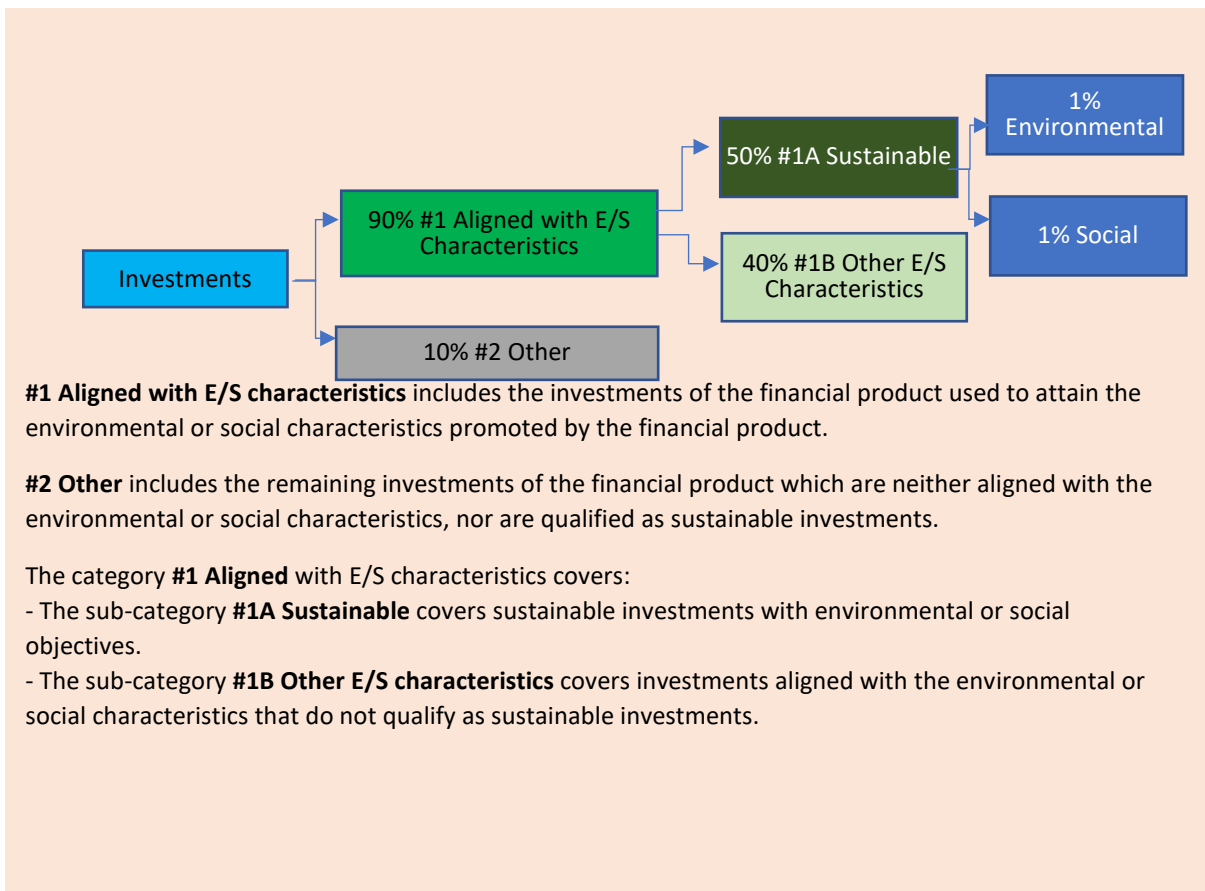 1%
Environmental
50% #1A Sustainable
90% #1 Aligned with E/S
Characteristics
1% Social
40% #1B Other E/S
Characteristics
Investments
10% #2 Other
#1 Aligned with E/S characteristics includes the investments of the financial product used to attain the
environmental or social characteristics promoted by the financial product.
#2 Other includes the remaining investments of the financial product which are neither aligned with the
environmental or social characteristics, nor are qualified as sustainable investments.
The category #1 Aligned with E/S characteristics covers:
- The sub-category #1A Sustainable covers sustainable investments with environmental or social
objectives.
- The sub-category #1B Other E/S characteristics covers investments aligned with the environmental or
social characteristics that do not qualify as sustainable investments.